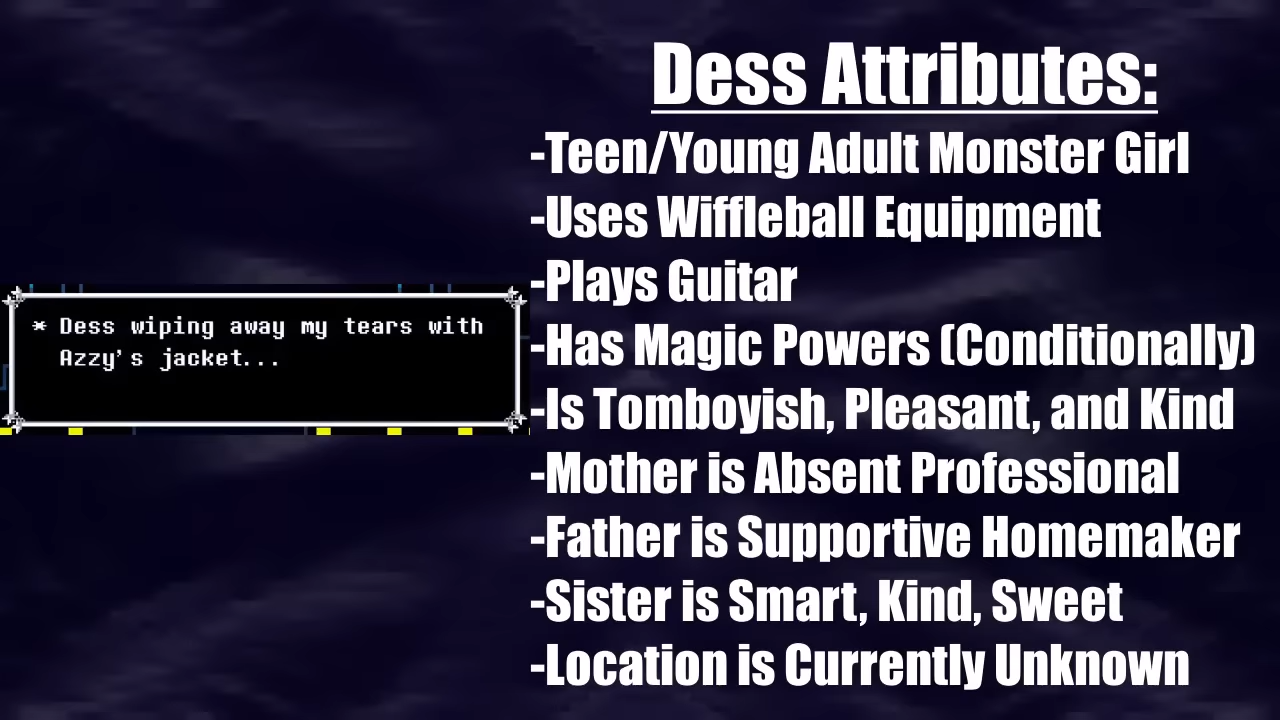 Dess Attributes:
-Teen/Young Adult Monster Girl
-Uses Wiffleball Equipment
-Plays Guitar
* Dess wiping away my tears with
Azzy's jacket...
-Has Magic Powers (Conditionally)
-Is Tomboyish, Pleasant, and Kind
-Mother is Absent Professional
-Father is Supportive Homemaker
-Sister is Smart, Kind, Sweet
-Location is Currently Unknown